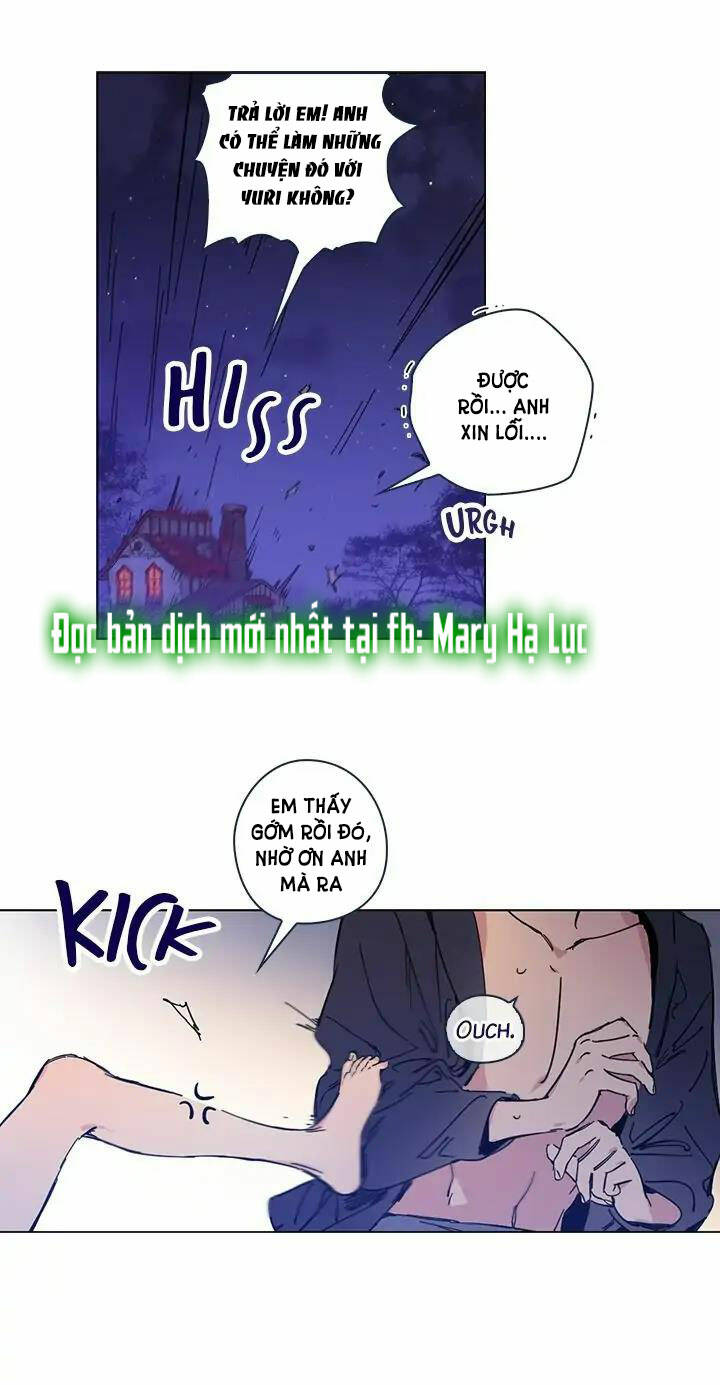 TRẢ LỜI EM! ANH
CÓ THỂ LÀM NHỮNG
CHUYỆN ĐÓ VỚI
YURI KHÔNG?
HISS
ĐƯỢC
RỒI... ANH
XIN LỖI....
URGH
Đọc bản dịch mới nhất tại fb: Mary Hạ Lục
EM THẤY
GỚM RỒI ĐÓ,
NHỜ ƠN ANH
MÀ RA
KICK
OUCH.